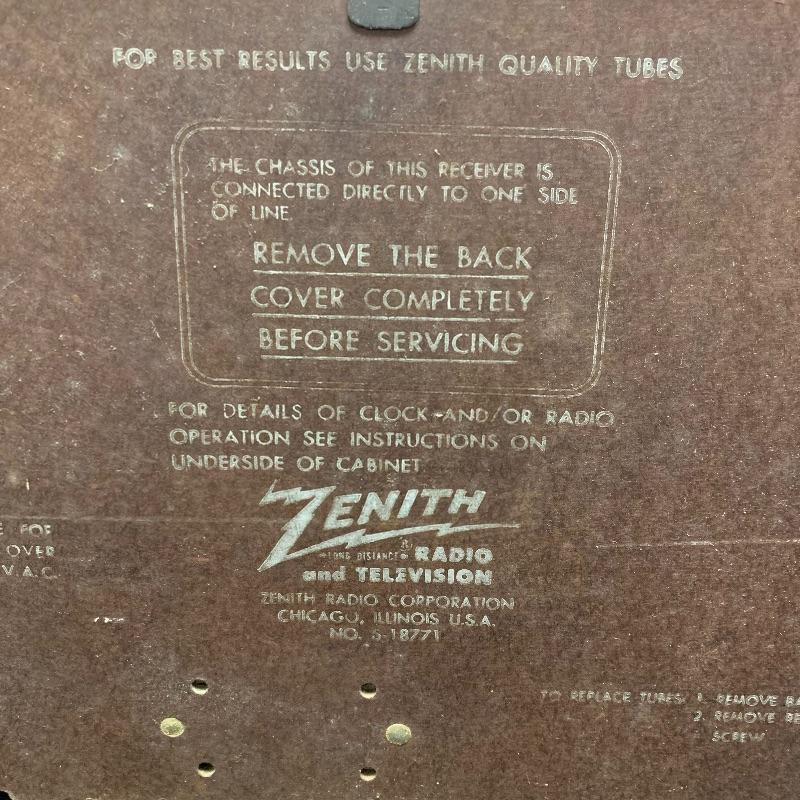 FOR BEST RESULTS USE ZENITH QUALITY TUBES
THE CHASSIS OF THIS RECEIVER IS
CONNECTED DIRECTLY TO ONE SIDE
OF LINE
REMOVE THE BACK
COVER COMPLETELY
BEFORE SERVICING
FOR DETAILS OF CLOCK-AND/OR RADIO
OPERATION SEE INSTRUCTIONS ON
UNDERSIDE OF CABINET
ZENITH
LONG DISTANCE ® RADIO
and TELEVISION
ZENITH RADIO CORPORATION
CHICAGO, ILLINOIS U.S.A.
NO. S-18771
FOR
OVER
V.A.C.
TO REPLACE TUBES: 1. REMOVE
2. REMOVE
SCREW